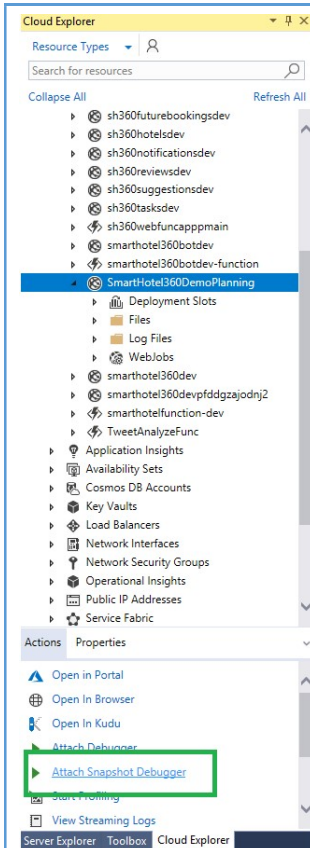 Cloud Explorer
Resource Types
Search for resources
Collapse All Refresh All
sh360futurebookingsdev
sh360hotelsdev
sh360notificationsdev
sh360reviewsdev
sh360suggestionsdev
sh360tasksdev
sh360webfuncapppmain
smarthotel360botdev
smarthotel360botdev-function
SmartHotel360DemoPlanning
Deployment Slots
Files
Log Files
WebJobs
smarthotel360dev
smarthotel360devpfddgzajodnj2
smarthotelfunction-dev
TweetAnalyzeFunc
Application Insights
Availability Sets
Cosmos DB Accounts
Key Vaults
Load Balancers
Network Interfaces
Network Security Groups
Operational Insights
Public IP Addresses
Service Fabric
Actions Properties
Open in Portal
Open In Browser
Open In Kudu
Attach Debugger
Attach Snapshot Debugger
Start Profiling
View Streaming Logs
Server Explorer Toolbox Cloud Explorer